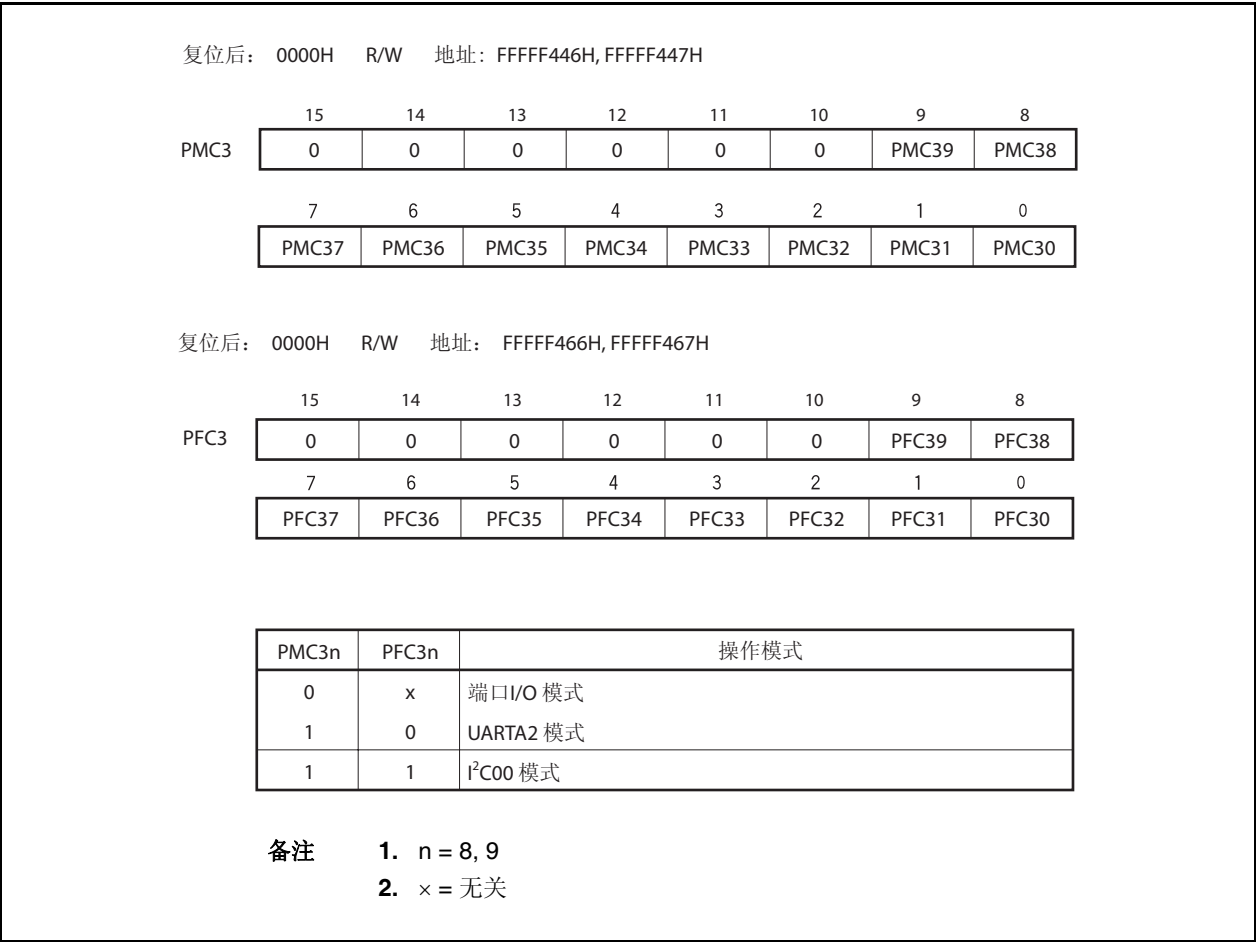 复位后： 0000H R/W 地址: FFFFF446H, FFFFF447H
15 14 13 12 11 10 9 8
PMC3 0 0 0 0 0 0 PMC39 PMC38
7 6 5 4 3 2 1 0
PMC37 PMC36 PMC35 PMC34 PMC33 PMC32 PMC31 PMC30
复位后： 0000H R/W 地址： FFFFF466H, FFFFF467H
15 14 13 12 11 10 9 8
PFC3 0 0 0 0 0 0 PFC39 PFC38
7 6 5 4 3 2 1 0
PFC37 PFC36 PFC35 PFC34 PFC33 PFC32 PFC31 PFC30
PMC3n PFC3n 操作模式
0 x 端口I/O 模式
1 0 UARTA2 模式
1 1 I²C00 模式
备注 1. n = 8, 9
2. × = 无关